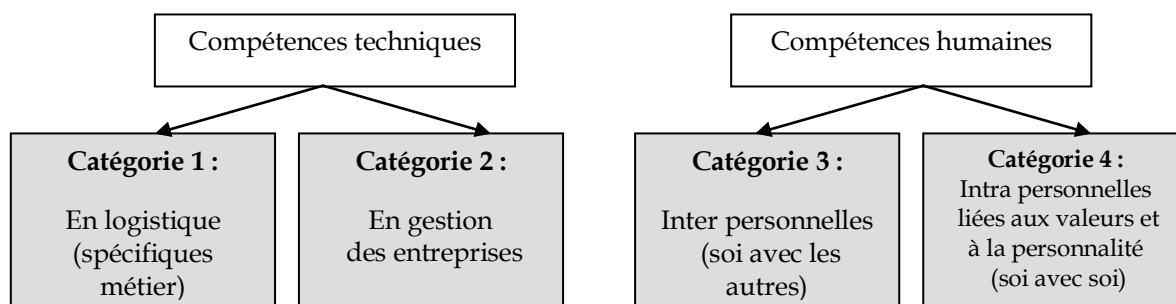 Compétences techniques
Compétences humaines
Catégorie 1 :
En logistique
(spécifiques
métier)
Catégorie 2 :
En gestion
des entreprises
Catégorie 3 :
Inter personnelles
(soi avec les
autres)
Catégorie 4 :
Intra personnelles
liées aux valeurs et
à la personnalité
(soi avec soi)